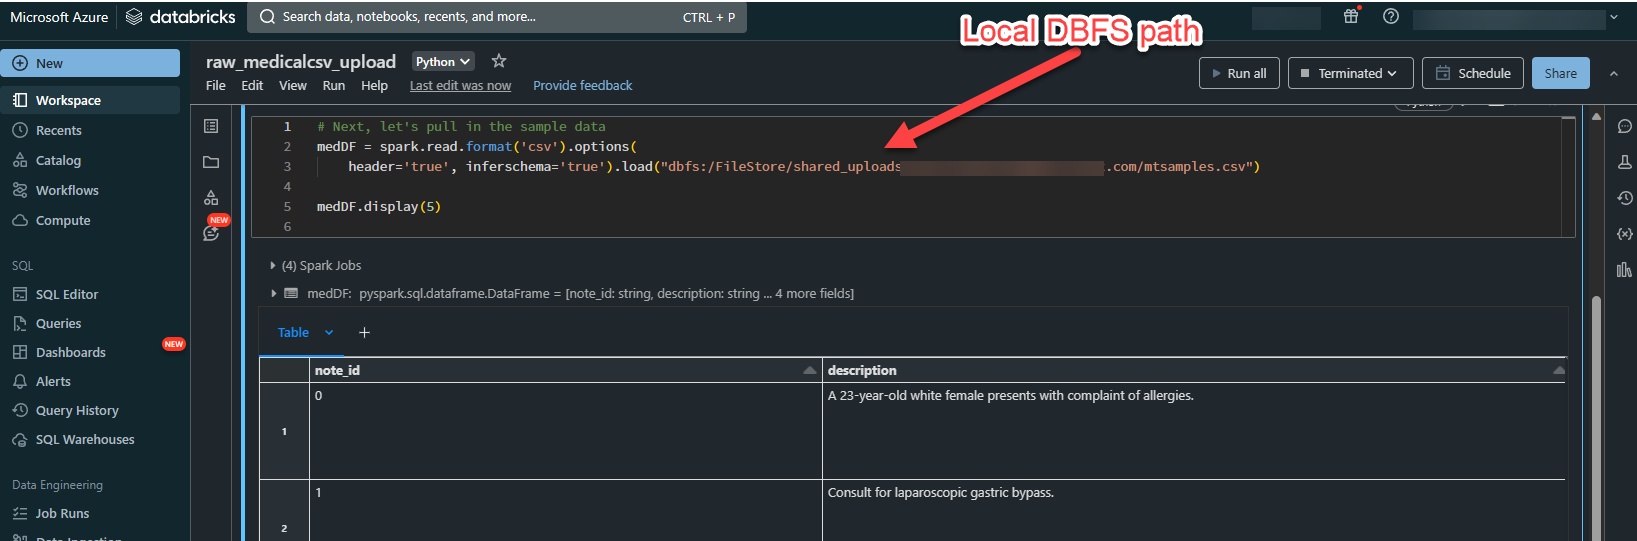 Microsoft Azure databricks Search data, notebooks, recents, and more... CTRL + P
Local DBFS path
New
Workspace
Recents
Catalog
Workflows
Compute
SQL
SQL Editor
Queries
Dashboards NEW
Alerts
Query History
SQL Warehouses
Data Engineering
Job Runs
Data Ingestion
raw_medicalcsv_upload Python
File Edit View Run Help Last edit was now Provide feedback
Run all Terminated Schedule Share
NEW
Python
1 # Next, let's pull in the sample data
2 medDF = spark.read.format('csv').options(
3 header='true', inferschema='true').load("dbfs:/FileStore/shared_uploads .com/mtsamples.csv")
4
5 medDF.display(5)
6
(4) Spark Jobs
medDF: pyspark.sql.dataframe.DataFrame = [note_id: string, description: string ... 4 more fields]
Table +
note_id description
1 0 A 23-year-old white female presents with complaint of allergies.
2 1 Consult for laparoscopic gastric bypass.